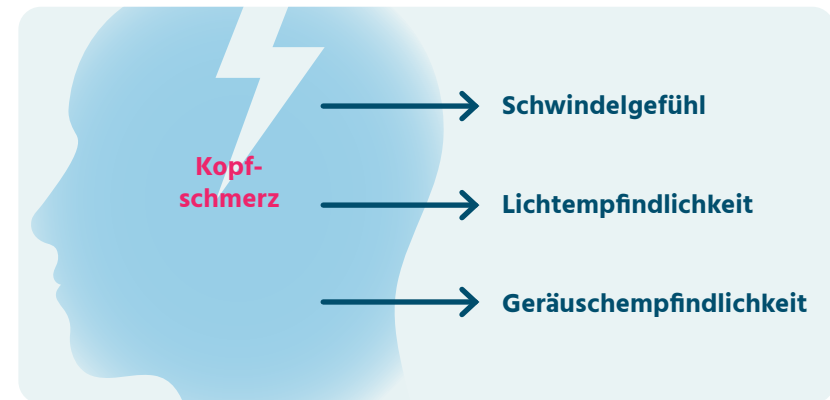 Schwindelgefühl
Kopf-
schmerz
Lichtempfindlichkeit
Geräuschempfindlichkeit